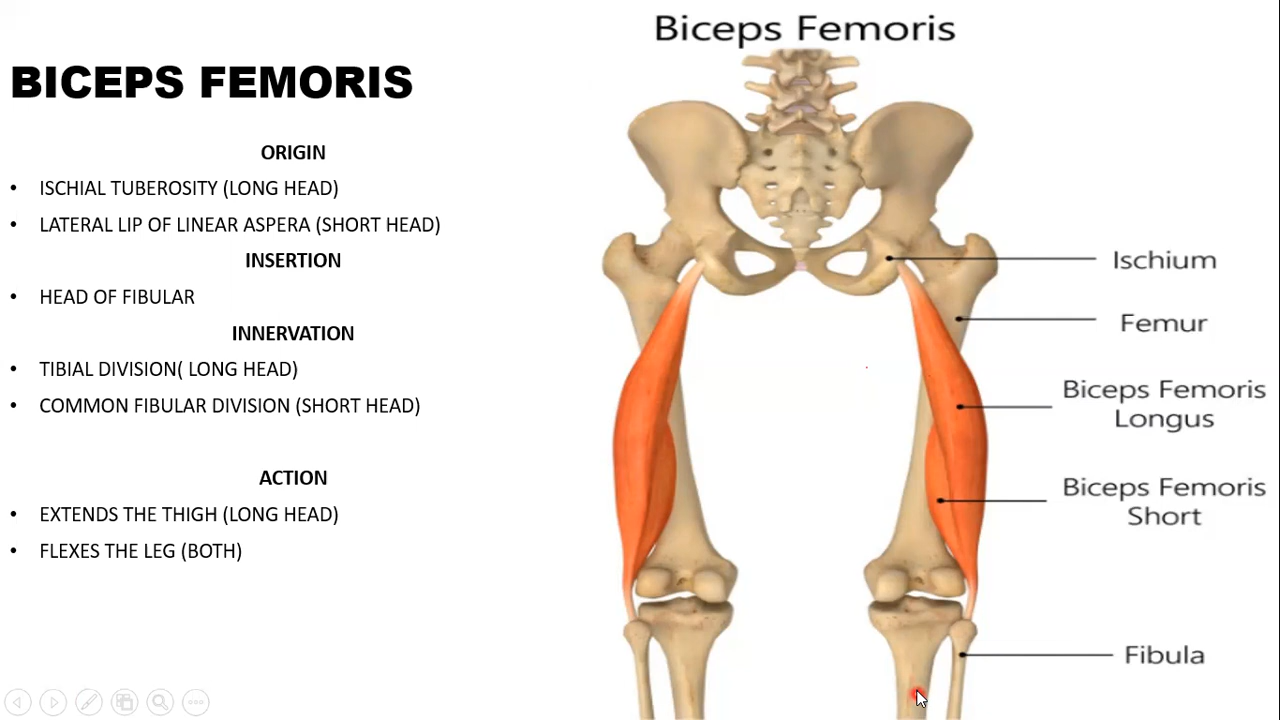 BICEPS FEMORIS
ORIGIN
• ISCHIAL TUBEROSITY (LONG HEAD)
• LATERAL LIP OF LINEAR ASPERA (SHORT HEAD)
INSERTION
• HEAD OF FIBULAR
INNERVATION
• TIBIAL DIVISION( LONG HEAD)
• COMMON FIBULAR DIVISION (SHORT HEAD)
ACTION
• EXTENDS THE THIGH (LONG HEAD)
• FLEXES THE LEG (BOTH)
Biceps Femoris
Ischium
Femur
Biceps Femoris
Longus
Biceps Femoris
Short
Fibula